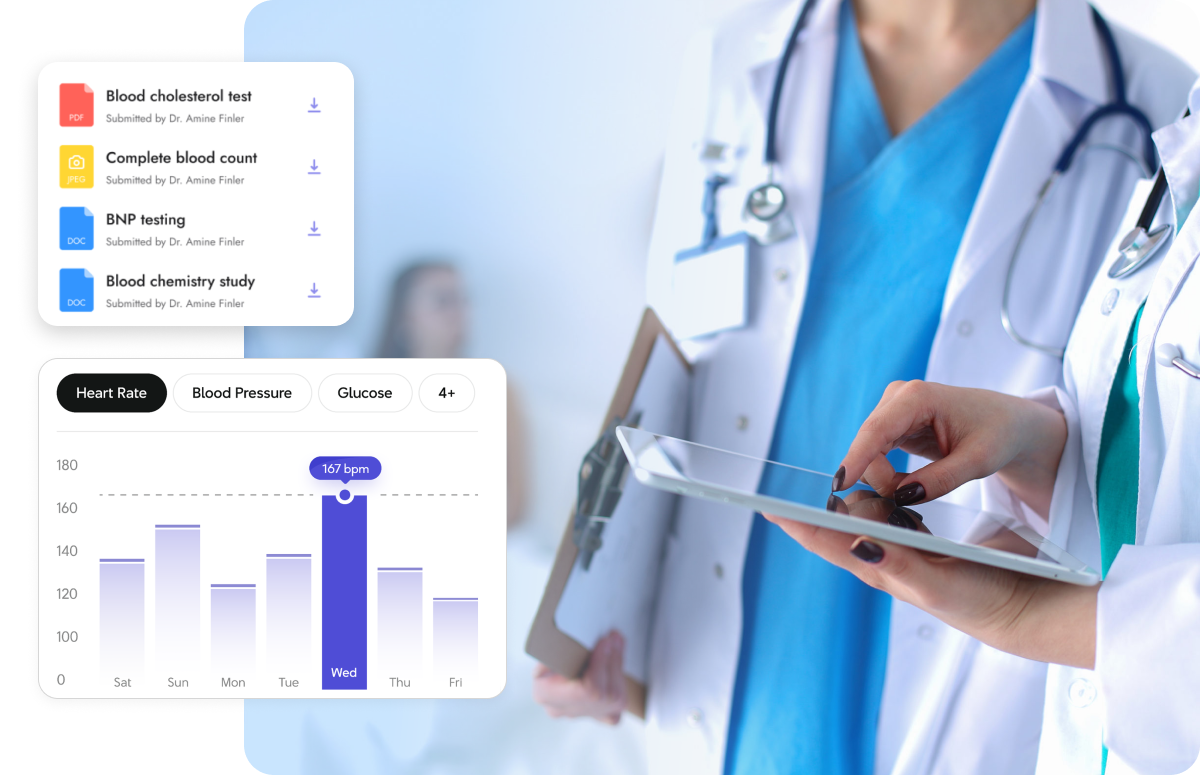 PDF
Blood cholesterol test
Submitted by Dr. Amine Finler
JPEG
Complete blood count
Submitted by Dr. Amine Finler
DOC
BNP testing
Submitted by Dr. Amine Finler
DOC
Blood chemistry study
Submitted by Dr. Amine Finler
Heart Rate Blood Pressure Glucose 4+
180
167 bpm
160
140
120
100
0
Sat Sun Mon Tue Wed Thu Fri